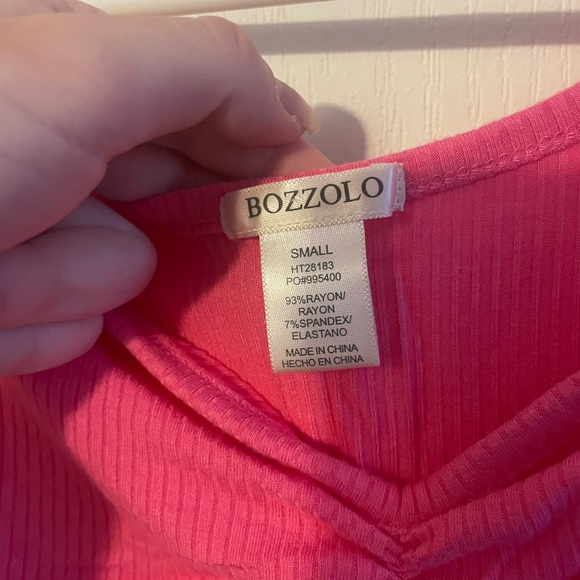 BOZZOLO
SMALL
HT28183
PO#995400
93%RAYON/
RAYON
7%SPANDEX/
ELASTANO
MADE IN CHINA
HECHO EN CHINA